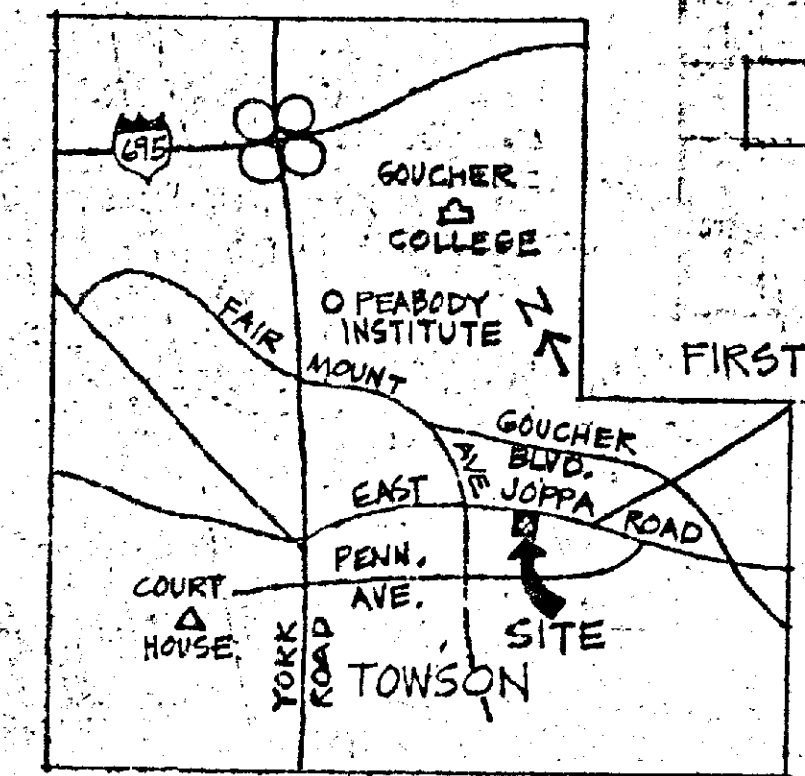 695
GOUCHER
COLLEGE
O PEABODY
INSTITUTE
N
FIRST
FAIR
MOUNT
AVE
GOUCHER
BLVD.
EAST
JOPPA
ROAD
PENN.
AVE.
COURT
HOUSE
SITE
YORK
ROAD
TOWSON